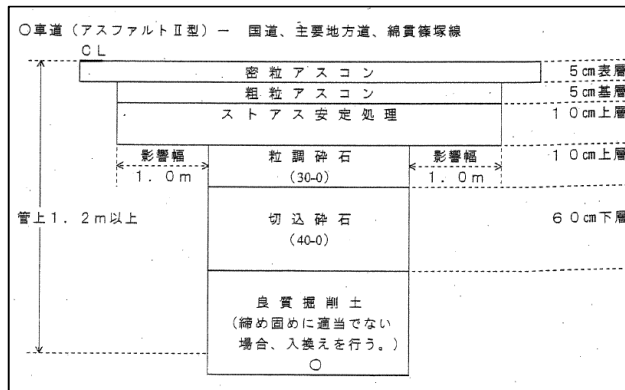 ○車道（アスファルトⅡ型）－ 国道、主要地方道、綿貫篠塚線
CL
密粒アスコン
5㎝表層
粗粒アスコン
5㎝基層
ストアス安定処理
10㎝上層
影響幅
1.0m
粒調砕石
(30-0)
影響幅
1.0m
10㎝上層
管上1.2m以上
切込砕石
(40-0)
60㎝下層
良質掘削土
(締め固めに適当でない
場合、入換えを行う。)